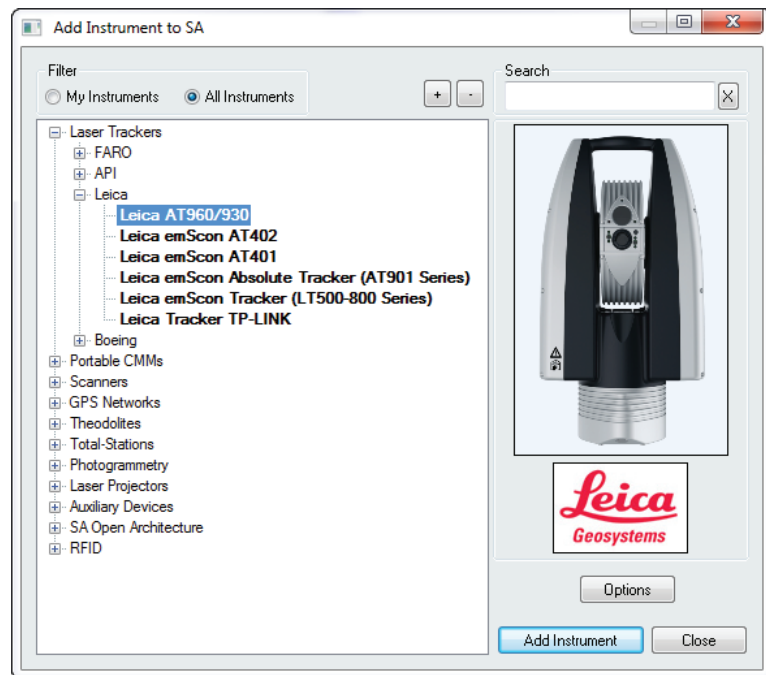 Add Instrument to SA
Filter
My Instruments All Instruments
+ -
Search
X
Laser Trackers
FARO
API
Leica
Leica AT960/930
Leica emScon AT402
Leica emScon AT401
Leica emScon Absolute Tracker (AT901 Series)
Leica emScon Tracker (LT500-800 Series)
Leica Tracker TP-LINK
Boeing
Portable CMMs
Scanners
GPS Networks
Theodolites
Total-Stations
Photogrammetry
Laser Projectors
Auxiliary Devices
SA Open Architecture
RFID
Leica
Geosystems
Options
Add Instrument Close